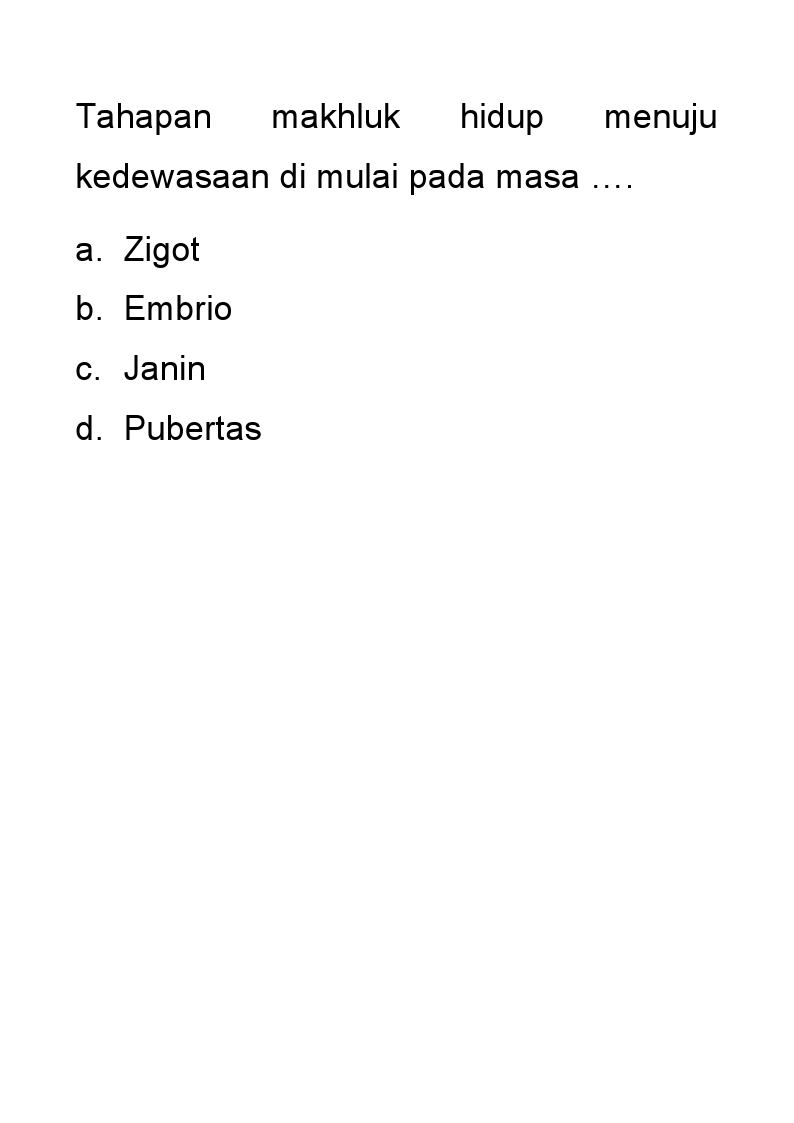 Tahapan makhluk hidup menuju
kedewasaan di mulai pada masa ….
a. Zigot
b. Embrio
c. Janin
d. Pubertas